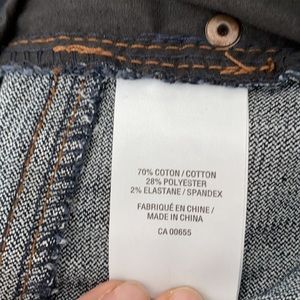 70% COTON / COTTON
28% POLYESTER
2% ELASTANE / SPANDEX
FABRIQUÉ EN CHINE /
MADE IN CHINA
CA 00655